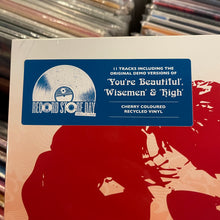 RECORD STORE DAY
11 TRACKS INCLUDING THE
ORIGINAL DEMO VERSIONS OF
'You're Beautiful',
'Wisemen' & 'High'
CHERRY COLOURED
RECYCLED VINYL